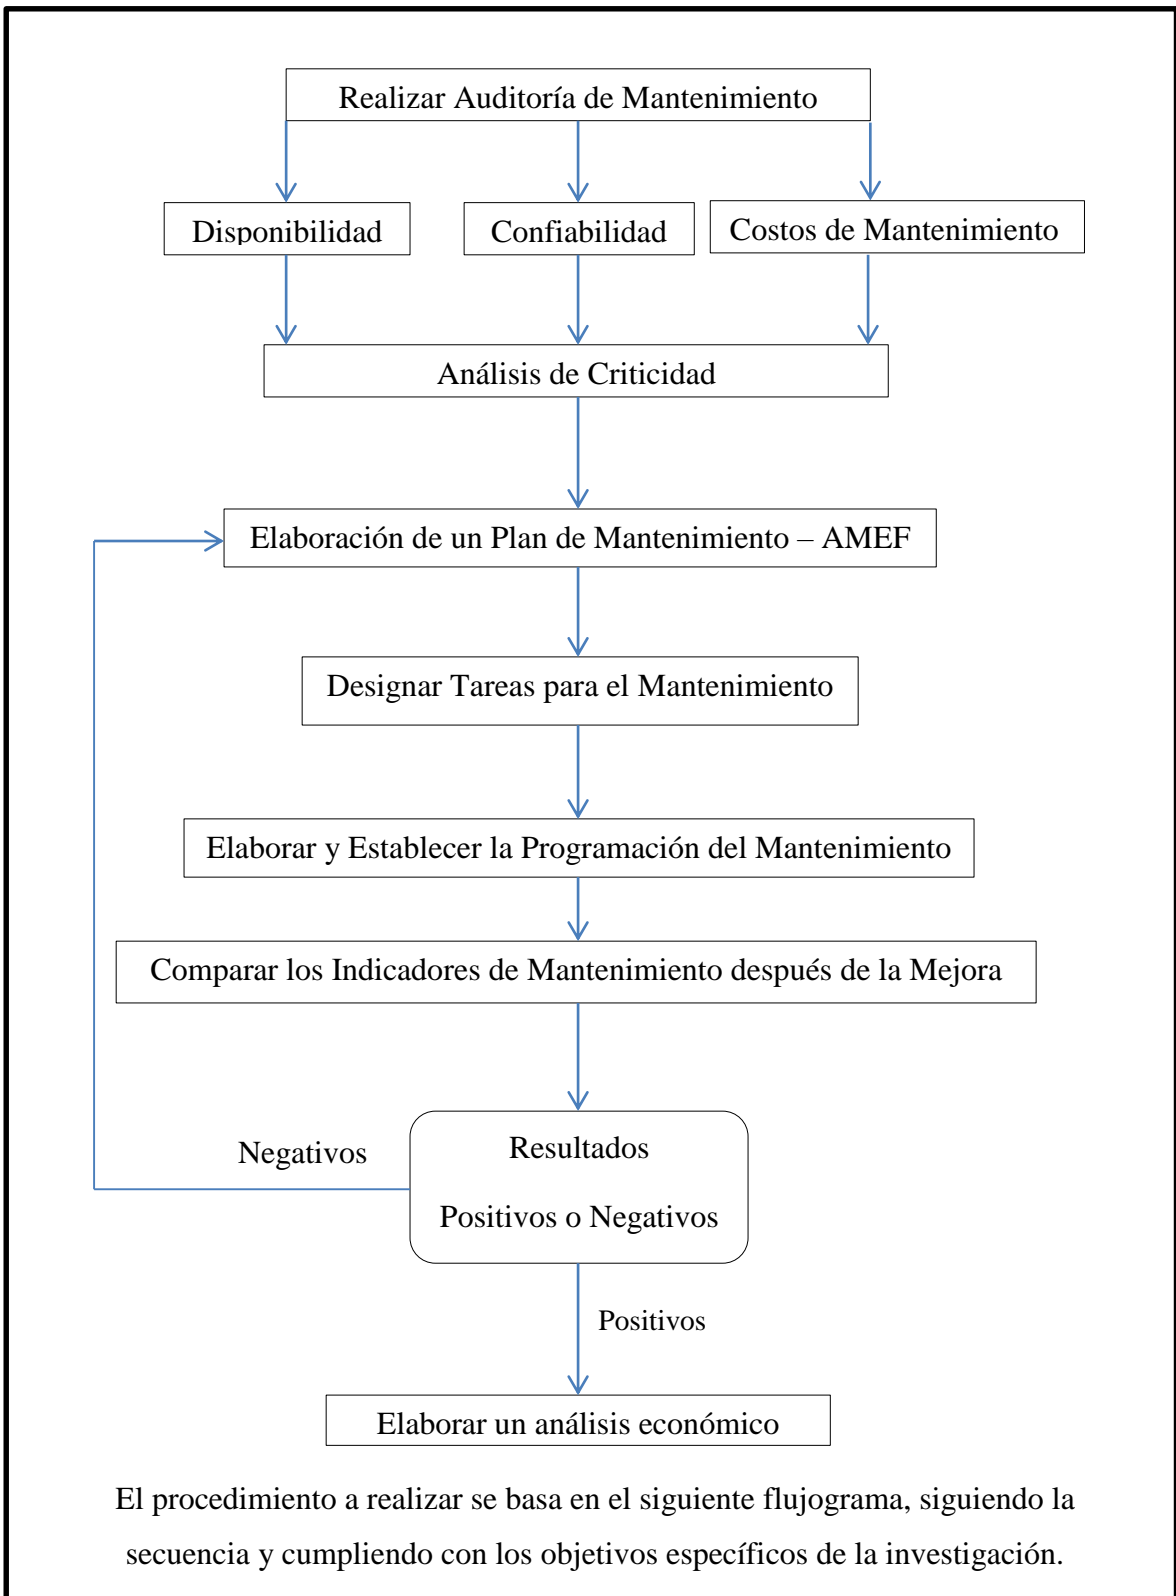 Realizar Auditoría de Mantenimiento
Disponibilidad
Confiabilidad
Costos de Mantenimiento
Análisis de Criticidad
Elaboración de un Plan de Mantenimiento – AMEF
Designar Tareas para el Mantenimiento
Elaborar y Establecer la Programación del Mantenimiento
Comparar los Indicadores de Mantenimiento después de la Mejora
Negativos
Resultados
Positivos o Negativos
Positivos
Elaborar un análisis económico
El procedimiento a realizar se basa en el siguiente flujograma, siguiendo la
secuencia y cumpliendo con los objetivos específicos de la investigación.